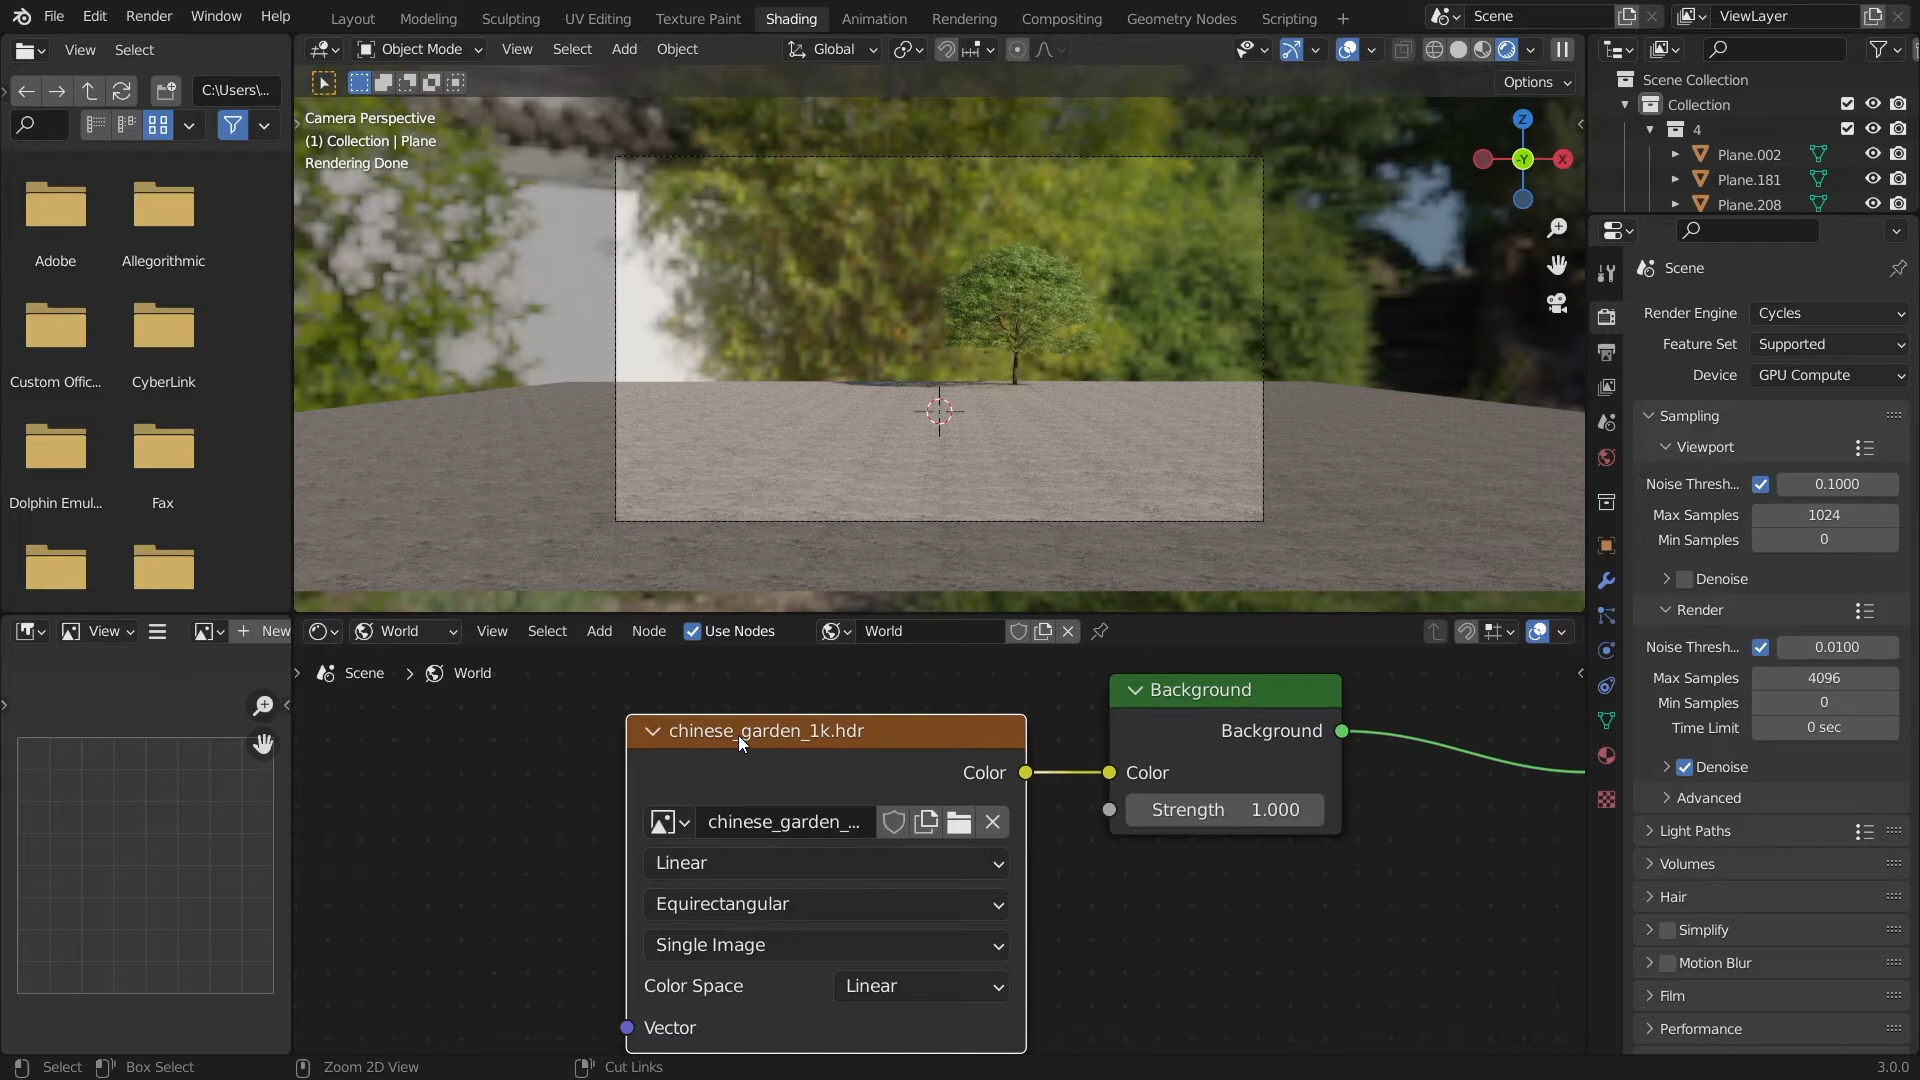 File Edit Render Window Help
Layout Modeling Sculpting UV Editing Texture Paint Shading Animation Rendering Compositing Geometry Nodes Scripting
Scene
ViewLayer
View Select
C:\Users\...
Adobe
Allegorithmic
Custom Offic...
CyberLink
Dolphin Emul...
Fax
Object Mode View Select Add Object Global
Options
Camera Perspective
(1) Collection | Plane
Rendering Done
Z
-Y
X
Scene Collection
Collection
4
Plane.002
Plane.181
Plane.208
Scene
Render Engine Cycles
Feature Set Supported
Device GPU Compute
Sampling
Viewport
Noise Thresh... 0.1000
Max Samples 1024
Min Samples 0
Denoise
Render
Noise Thresh... 0.0100
Max Samples 4096
Min Samples 0
Time Limit 0 sec
Denoise
Advanced
Light Paths
Volumes
Hair
Simplify
Motion Blur
Film
Performance
View New
World View Select Add Node Use Nodes World
Scene World
chinese_garden_1k.hdr
Color
chinese_garden_...
Linear
Equirectangular
Single Image
Color Space Linear
Vector
Background
Background
Color
Strength 1.000
Select Box Select Zoom 2D View Cut Links 3.0.0